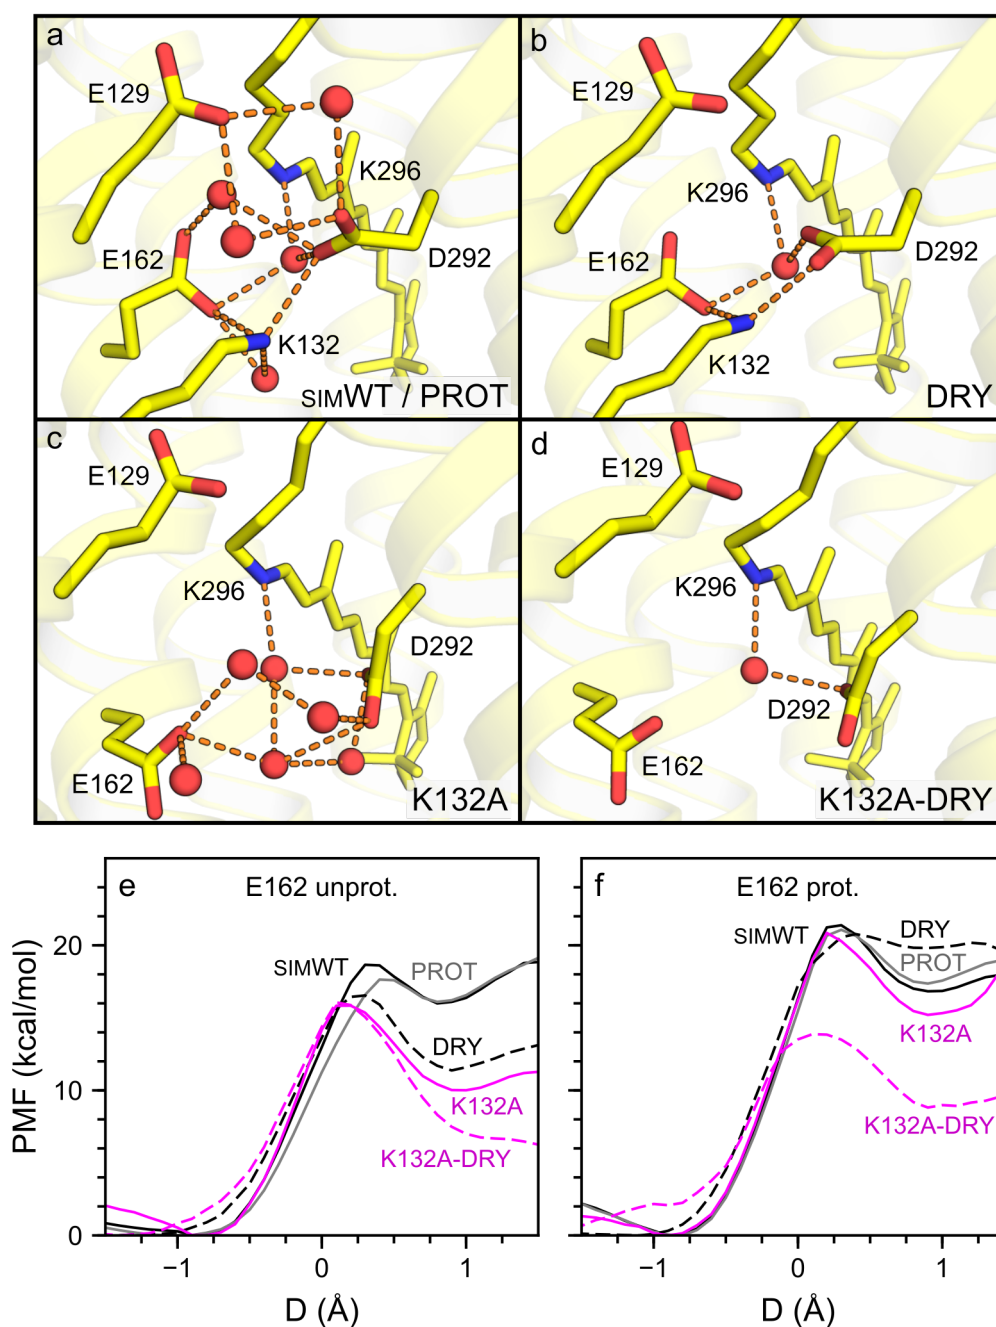 a
E129
K296
E162
D292
K132
SIMWT / PROT
b
E129
K296
E162
D292
K132
DRY
c
E129
K296
D292
E162
K132A
d
E129
K296
D292
E162
K132A-DRY
e
E162 unprot.
SIMWT
PROT
DRY
K132A
K132A-DRY
PMF (kcal/mol)
20
10
0
−1
0
1
D (Å)
f
E162 prot.
SIMWT
DRY
PROT
K132A
K132A-DRY
−1
0
1
D (Å)